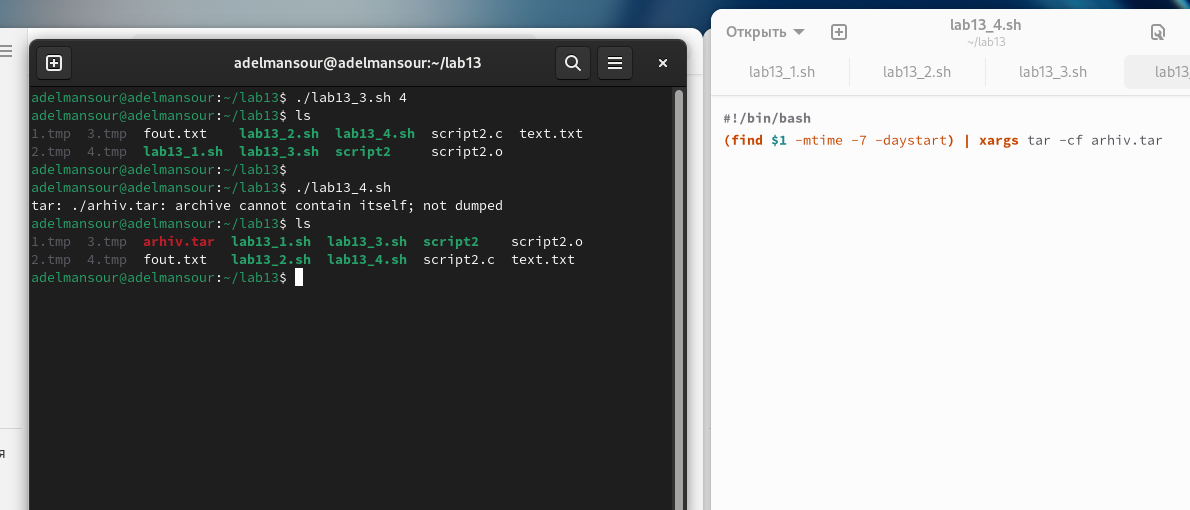 adelmansour@adelmansour:~/lab13
adelmansour@adelmansour:~/lab13$ ./lab13_3.sh 4
adelmansour@adelmansour:~/lab13$ ls
1.tmp 3.tmp fout.txt lab13_2.sh lab13_4.sh script2.c text.txt
2.tmp 4.tmp lab13_1.sh lab13_3.sh script2 script2.o
adelmansour@adelmansour:~/lab13$
adelmansour@adelmansour:~/lab13$ ./lab13_4.sh
tar: ./arhiv.tar: archive cannot contain itself; not dumped
adelmansour@adelmansour:~/lab13$ ls
1.tmp 3.tmp arhiv.tar lab13_1.sh lab13_3.sh script2 script2.o
2.tmp 4.tmp fout.txt lab13_2.sh lab13_4.sh script2.c text.txt
adelmansour@adelmansour:~/lab13$
я
Открыть
lab13_4.sh
~/lab13
lab13_1.sh lab13_2.sh lab13_3.sh lab13_
#!/bin/bash
(find $1 -mtime -7 -daystart) | xargs tar -cf arhiv.tar